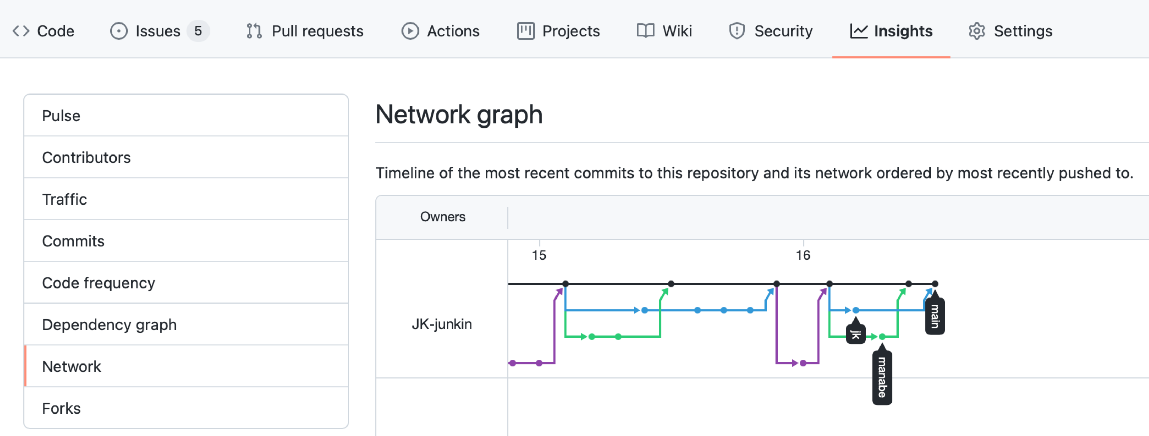 Code Issues 5 Pull requests Actions Projects Wiki Security Insights Settings
Pulse
Contributors
Traffic
Commits
Code frequency
Dependency graph
Network
Forks
Network graph
Timeline of the most recent commits to this repository and its network ordered by most recently pushed to.
Owners
15 16
JK-junkin
main
jk
manabe